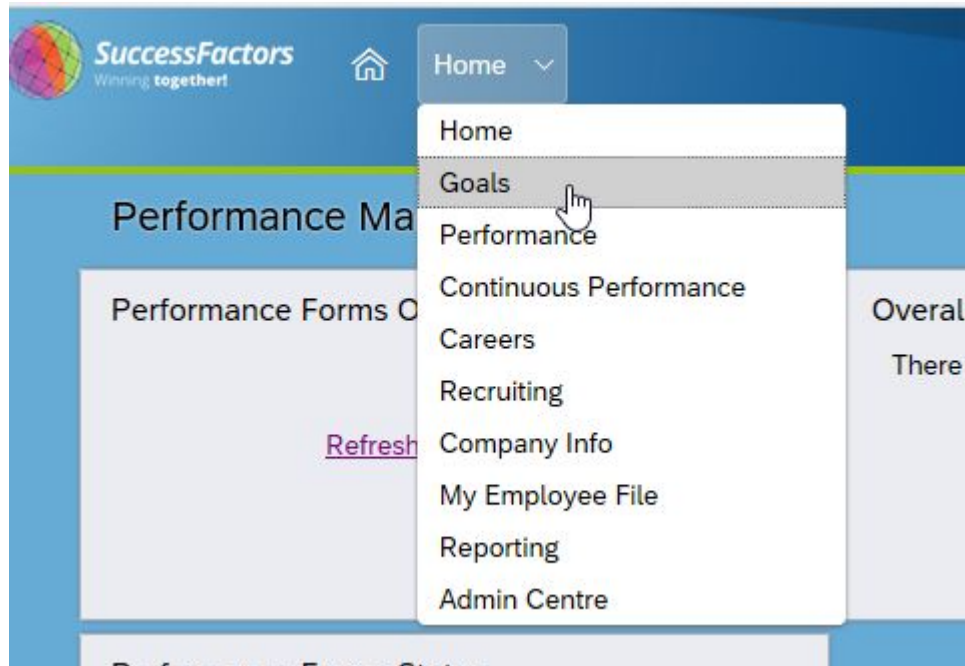 SuccessFactors
Winning together!
Home
Home
Goals
Performance
Continuous Performance
Careers
Recruiting
Company Info
My Employee File
Reporting
Admin Centre
Performance Ma
Performance Forms O
Refresh
Overal
There